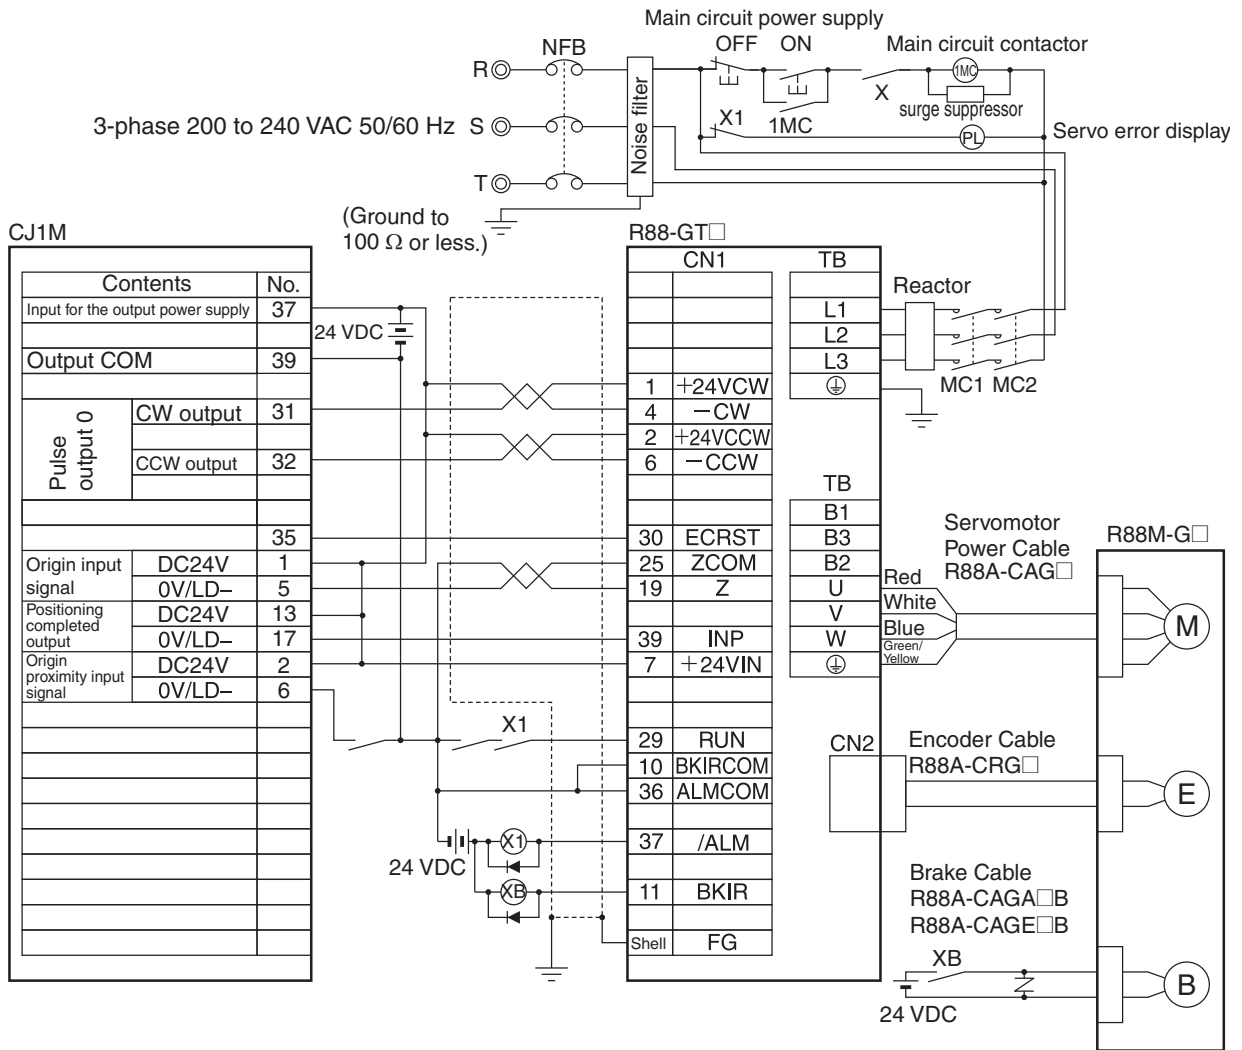 Main circuit power supply
OFF ON Main circuit contactor
NFB
R
1MC
X
surge suppressor
Noise filter
X1
1MC
3-phase 200 to 240 VAC 50/60 Hz S
PL
Servo error display
T
(Ground to
100 Ω or less.)
CJ1M
Contents No.
Input for the output power supply 37
24 VDC
Output COM 39
Pulse output 0
CW output 31
CCW output 32
35
Origin input signal
DC24V 1
0V/LD– 5
Positioning completed output
DC24V 13
0V/LD– 17
Origin proximity input signal
DC24V 2
0V/LD– 6
X1
24 VDC
X1
XB
R88-GT□
CN1 TB
1 +24VCW
4 −CW
2 +24VCCW
6 −CCW
30 ECRST
25 ZCOM
19 Z
39 INP
7 +24VIN
29 RUN
10 BKIRCOM
36 ALMCOM
37 /ALM
11 BKIR
Shell FG
L1
L2
L3
Reactor
MC1 MC2
TB
B1
B3
B2
U
V
W
Red
White
Blue
Green/
Yellow
Servomotor
Power Cable
R88A-CAG□
R88M-G□
M
CN2
Encoder Cable
R88A-CRG□
E
Brake Cable
R88A-CAGA□B
R88A-CAGE□B
XB
24 VDC
B